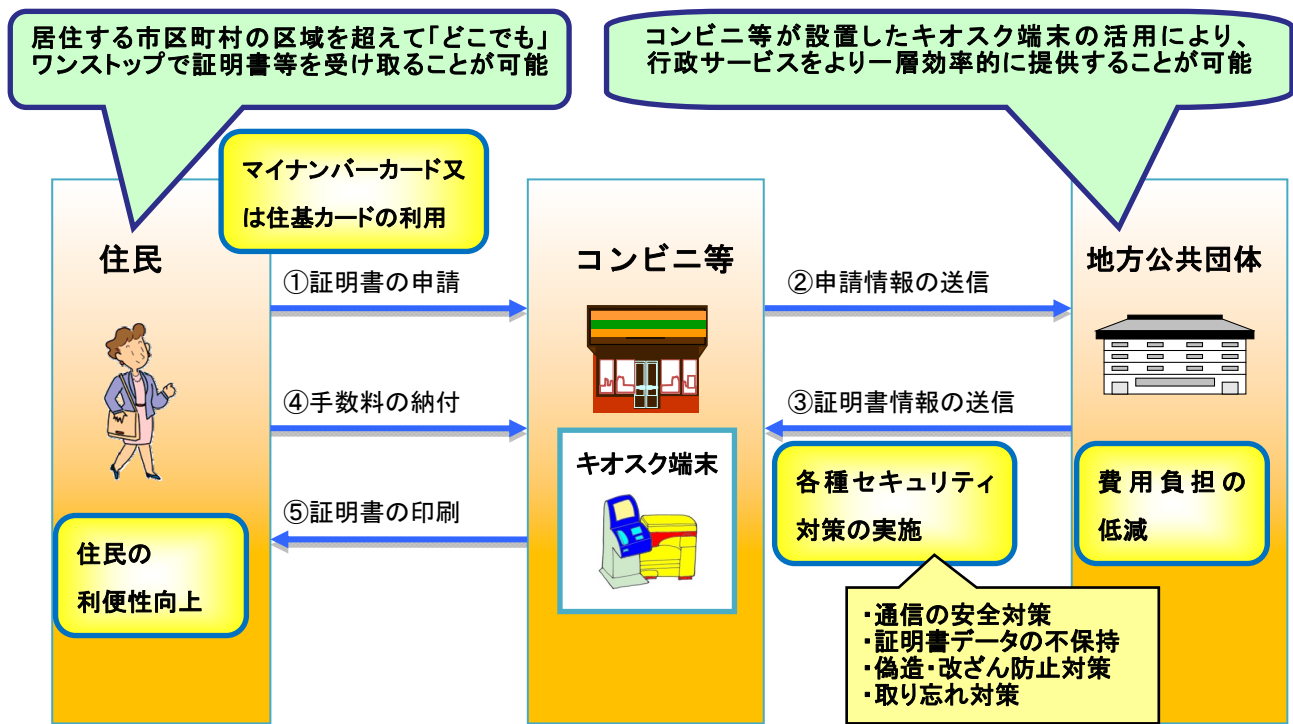 居住する市区町村の区域を超えて「どこでも」
ワンストップで証明書等を受け取ることが可能
コンビニ等が設置したキオスク端末の活用により、
行政サービスをより一層効率的に提供することが可能
マイナンバーカード又
は住基カードの利用
住民
コンビニ等
地方公共団体
①証明書の申請
②申請情報の送信
④手数料の納付
③証明書情報の送信
キオスク端末
⑤証明書の印刷
各種セキュリティ
対策の実施
費用負担の
低減
住民の
利便性向上
・通信の安全対策
・証明書データの不保持
・偽造・改ざん防止対策
・取り忘れ対策